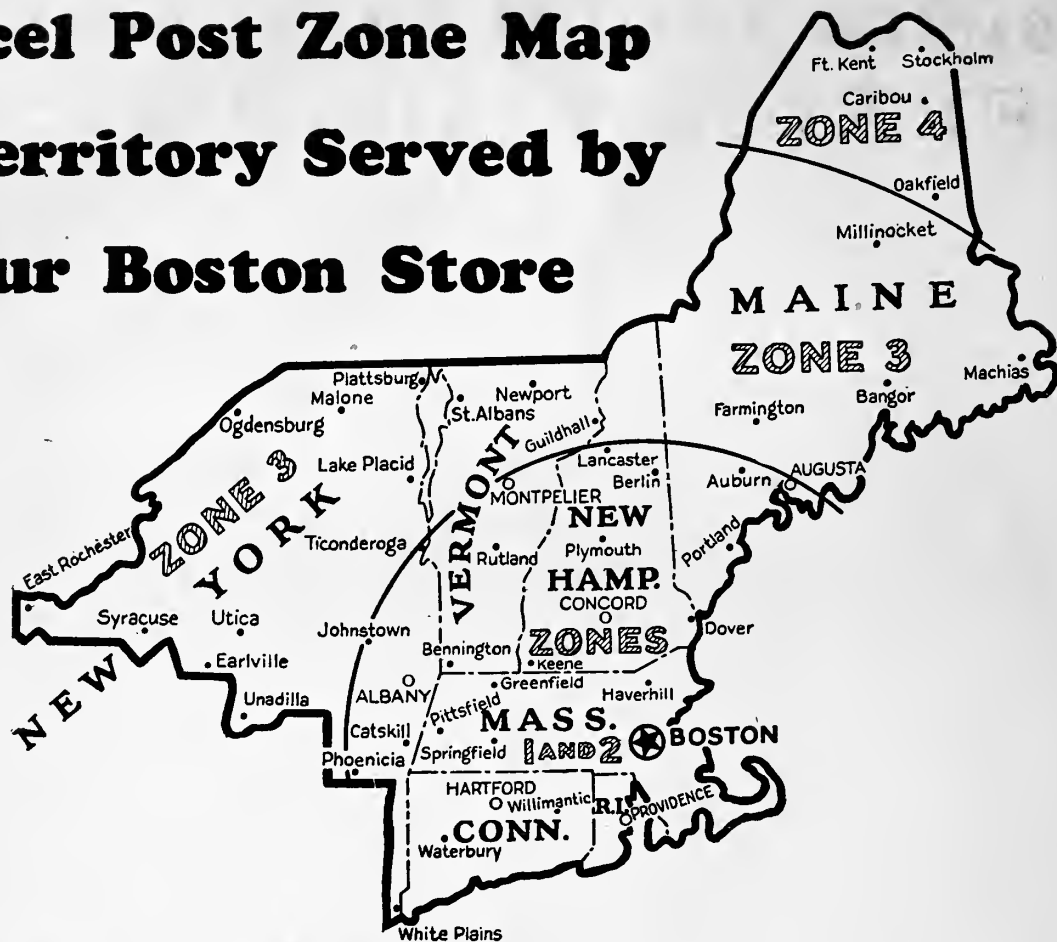 cel Post Zone Map
erritory Served by
ur Boston Store
Ft. Kent
Stockholm
Caribou
ZONE 4
Oakfield
Millinocket
MAINE
ZONE 3
Machias
Bangor
Farmington
Plattsburg
Malone
Ogdensburg
Newport
St. Albans
Guildhall
Lake Placid
Lancaster
Berlin
Auburn
AUGUSTA
MONTPELIER
VERMONT
ZONE 3
NEW YORK
Ticonderoga
Rutland
NEW
Plymouth
HAMP.
Portland
East Rochester
CONCORD
Syracuse
Utica
Johnstown
ZONES
Dover
Earlville
Bennington
Keene
Greenfield
Haverhill
ALBANY
Unadilla
Pittsfield
MASS.
Catskill
Springfield
1 AND 2
BOSTON
Phoenicia
HARTFORD
Willimantic
R.I.
PROVIDENCE
CONN.
Waterbury
White Plains